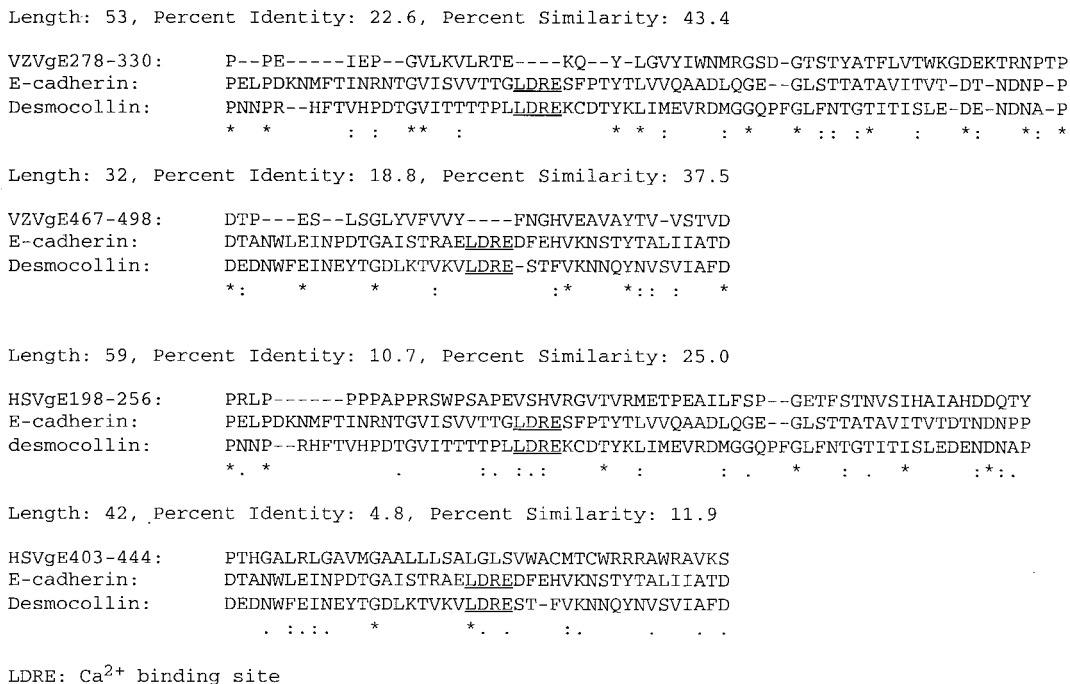 Length: 53, Percent Identity: 22.6, Percent Similarity: 43.4
VZVgE278-330: P--PE-----IEP--GVLKVLRTE----KQ--Y-LGVYIWNMRGSD-GTSTYATFLVTWKGDEKTRNPTP
E-cadherin: PELPDKNMFTINRNTGVISVVTTGLDRESFPTYTLVVQAADLQGE--GLSTTATAVITVT-DT-NDNP-P
Desmocollin: PNNPR--HFTVHPDTGVITTTTPLLDREKCDTYKLIMEVRDMGGQPFGLFNTGTITISLE-DE-NDNA-P
* * : : ** : * * : : * * :: :* : *: *: *
Length: 32, Percent Identity: 18.8, Percent Similarity: 37.5
VZVgE467-498: DTP---ES--LSGLYVFVVY----FNGHVEAVAYTV-VSTVD
E-cadherin: DTANWLEINPDTGAISTRAELDREDFEHVKNSTYTALIIATD
Desmocollin: DEDNWFEINEYTGDLKTVKVLDRE-STFVKNNQYNVSVIAFD
*: * * : :* *:: : *
Length: 59, Percent Identity: 10.7, Percent Similarity: 25.0
HSVgE198-256: PRLP------PPPAPPRSWPSAPEVSHVRGVTVRMETPEAILFSP--GETFSTNVSIHAIAHDDQTY
E-cadherin: PELPDKNMFTINRNTGVISVVTTGLDRESFPTYTLVVQAADLQGE--GLSTTATAVITVTDTNDNPP
desmocollin: PNNP--RHFTVHPDTGVITTTTPLLDREKCDTYKLIMEVRDMGGQPFGLFNTGTITISLEDENDNAP
*. * . :. :.: * : : . * : . * :*:.
Length: 42, Percent Identity: 4.8, Percent Similarity: 11.9
HSVgE403-444: PTHGALRLGAVMGAALLLSALGLSVWACMTCWRRRAWRAVKS
E-cadherin: DTANWLEINPDTGAISTRAELDREDFEHVKNSTYTALIIATD
Desmocollin: DEDNWFEINEYTGDLKTVKVLDREST-FVKNNQYNVSVIAFD
. :.:. * *. . :. . . .
LDRE: Ca2+ binding site